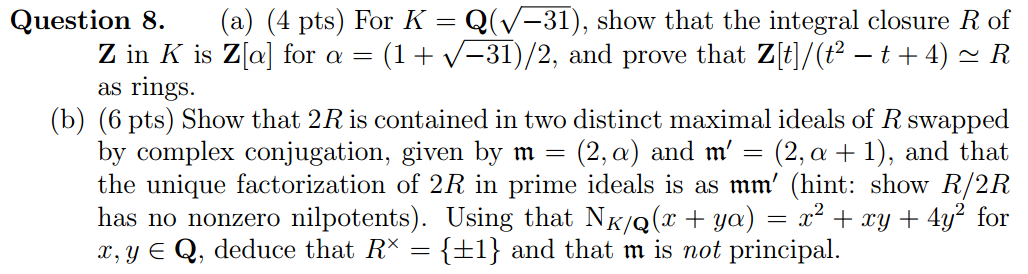 Question 8. (a) (4 pts) For K = Q(√−31), show that the integral closure R of
Z in K is Z[α] for α = (1 + √−31)/2, and prove that Z[t]/(t² − t + 4) ≃ R
as rings.
(b) (6 pts) Show that 2R is contained in two distinct maximal ideals of R swapped
by complex conjugation, given by 𝔪 = (2, α) and 𝔪′ = (2, α + 1), and that
the unique factorization of 2R in prime ideals is as 𝔪𝔪′ (hint: show R/2R
has no nonzero nilpotents). Using that N_{K/Q}(x + yα) = x² + xy + 4y² for
x, y ∈ Q, deduce that R^× = {±1} and that 𝔪 is not principal.